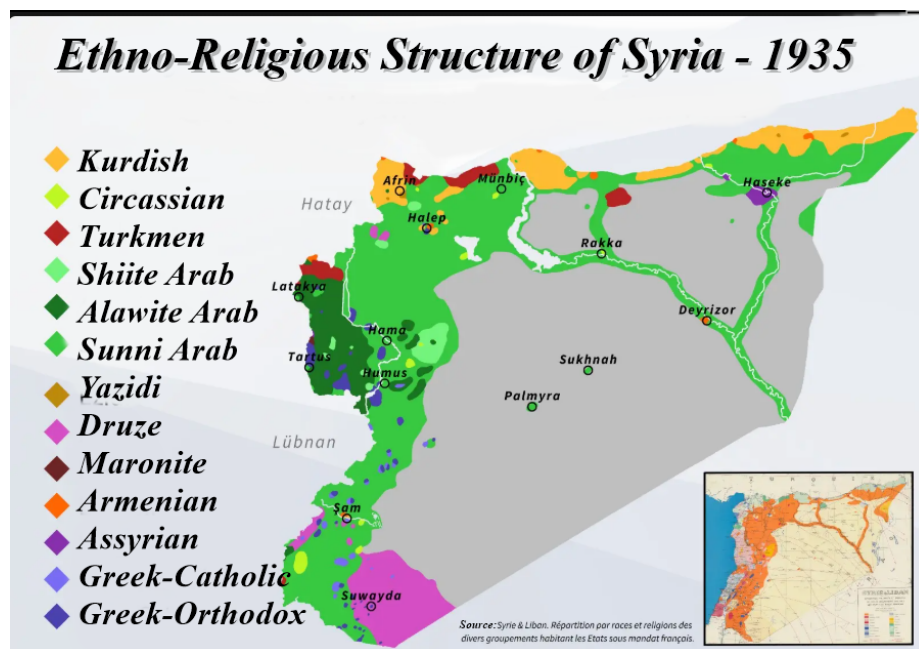 Ethno-Religious Structure of Syria - 1935
Kurdish
Circassian
Turkmen
Shiite Arab
Alawite Arab
Sunni Arab
Yazidi
Druze
Maronite
Armenian
Assyrian
Greek-Catholic
Greek-Orthodox
Hatay
Afrin
Münbiç
Halep
Haseke
Rakka
Latakya
Hama
Deyrizor
Tartus
Humus
Sukhnah
Palmyra
Lübnan
Şam
Suwayda
Source: Syrie & Liban. Répartition par races et religions des
divers groupements habitant les Etats sous mandat français.
SYRIE & LIBAN